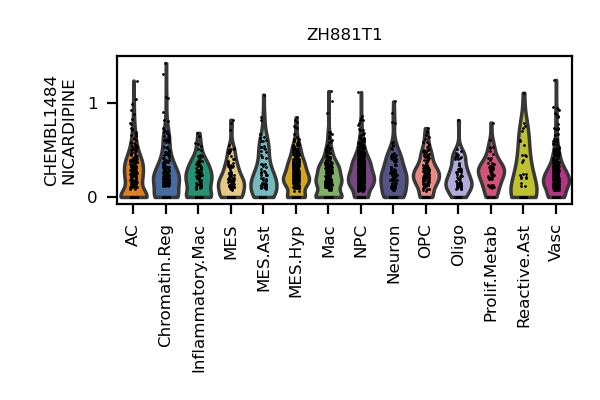 ZH881T1
CHEMBL1484
NICARDIPINE
1
0
AC
Chromatin.Reg
Inflammatory.Mac
MES
MES.Ast
MES.Hyp
Mac
NPC
Neuron
OPC
Oligo
Prolif.Metab
Reactive.Ast
Vasc